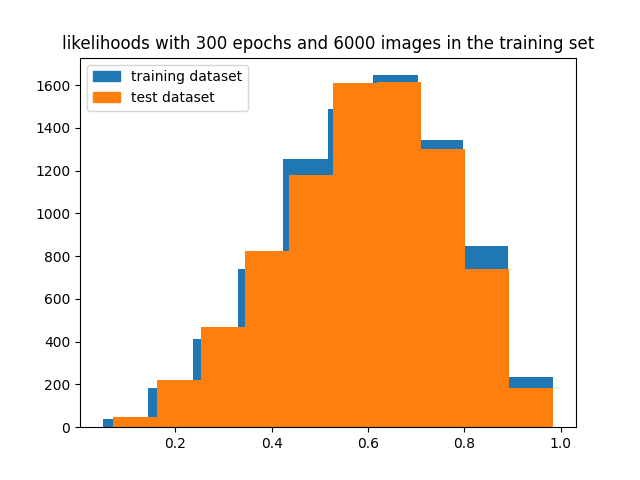 likelihoods with 300 epochs and 6000 images in the training set
training dataset
test dataset
1600
1400
1200
1000
800
600
400
200
0
0.2 0.4 0.6 0.8 1.0